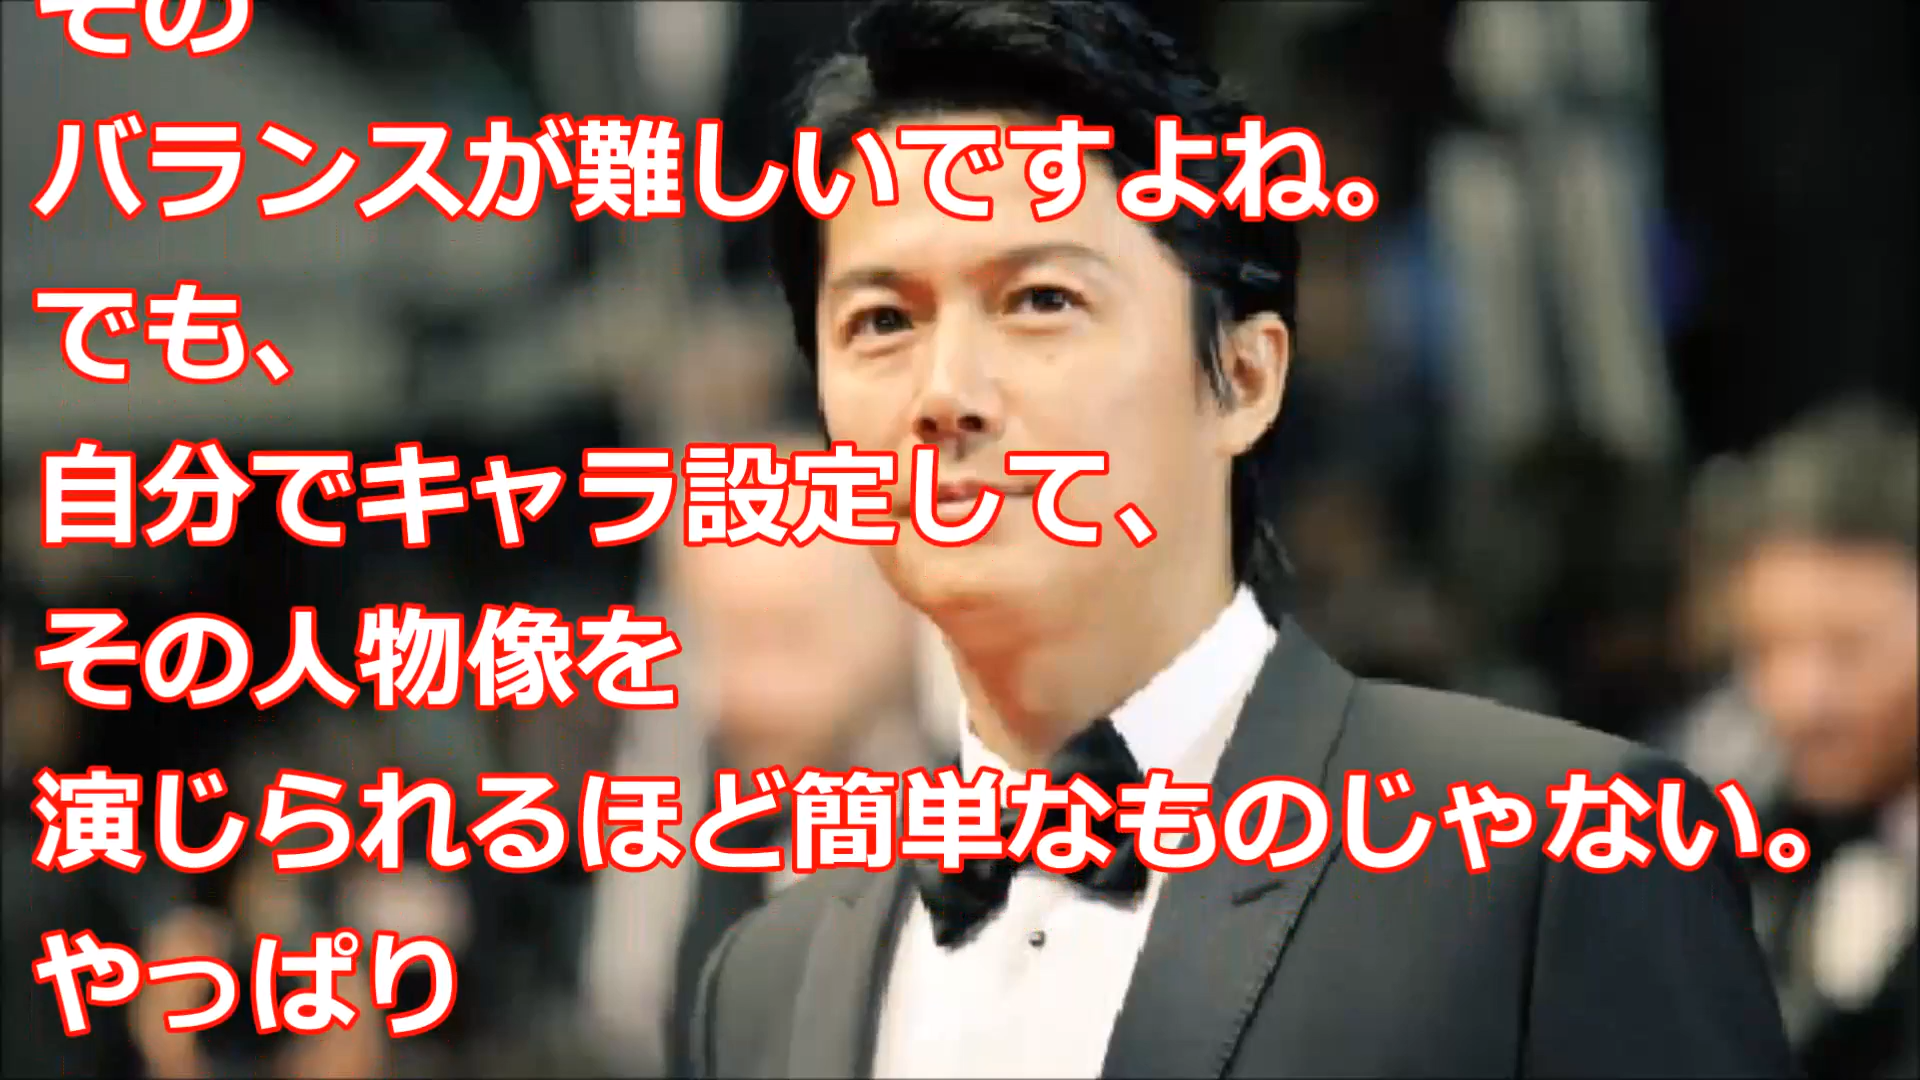 その
バランスが難しいですよね。
でも、
自分でキャラ設定して、
その人物像を
演じられるほど簡単なものじゃない。
やっぱり